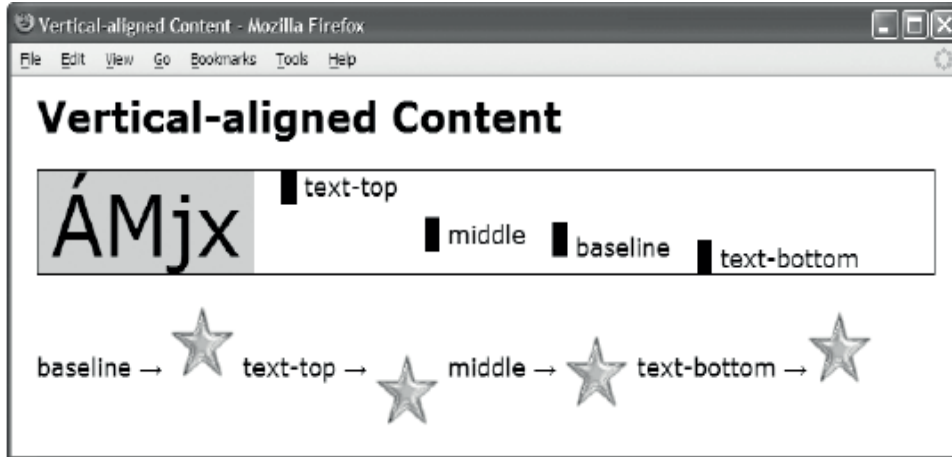 Vertical-aligned Content - Mozilla Firefox
File Edit View Go Bookmarks Tools Help
Vertical-aligned Content
ÁMjx text-top middle baseline text-bottom
baseline → text-top → middle → text-bottom →